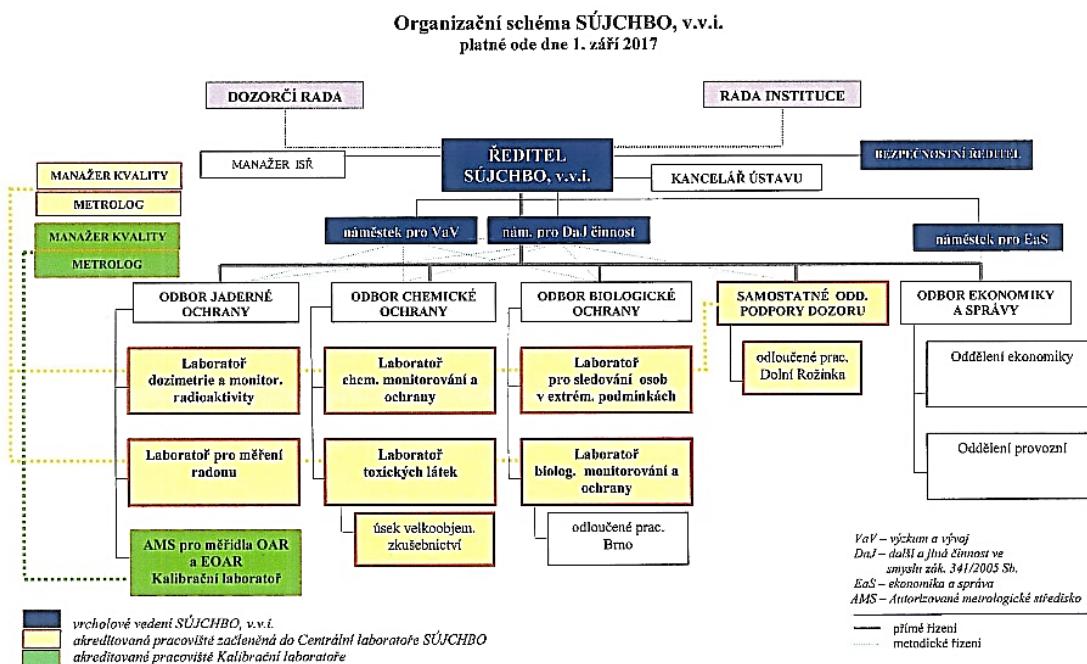 Organizační schéma SÚJCHBO, v.v.i.
platné ode dne 1. září 2017
DOZORČÍ RADA
RADA INSTITUCE
MANAŽER JSŘ
ŘEDITEL
SÚJCHBO, v.v.i.
BEZPEČNOSTNÍ ŘEDITEL
KANCELÁŘ ÚSTAVU
MANAŽER KVALITY
METROLOG
MANAŽER KVALITY
METROLOG
náměstek pro VaV
nám. pro DaJ činnost
náměstek pro EaS
ODBOR JADERNÉ
OCHRANY
ODBOR CHEMICKÉ
OCHRANY
ODBOR BIOLOGICKÉ
OCHRANY
SAMOSTATNÉ ODD.
PODPORY DOZORU
ODBOR EKONOMIKY
A SPRÁVY
Laboratoř
dozimetrie a monitor.
radioaktivity
Laboratoř
chem. monitorování a
ochrany
Laboratoř
pro sledování osob
v extrém. podmínkách
odloučené prac.
Dolní Rožínka
Oddělení ekonomiky
Laboratoř pro měření
radonu
Laboratoř
toxických látek
Laboratoř
biolog. monitorování a
ochrany
Oddělení provozní
AMS pro měřidla OAR
a EOAR
Kalibrační laboratoř
úsek velkoobjem.
zkušebnictví
odloučené prac.
Brno
VaV – výzkum a vývoj
DaJ – další a jiná činnost ve
smyslu zák. 341/2005 Sb.
EaS – ekonomika a správa
AMS – Autorizované metrologické středisko
přímé řízení
metodické řízení
vrcholové vedení SÚJCHBO, v.v.i.
akreditovaná pracoviště začleněná do Centrální laboratoře SÚJCHBO
akreditované pracoviště Kalibrační laboratoře